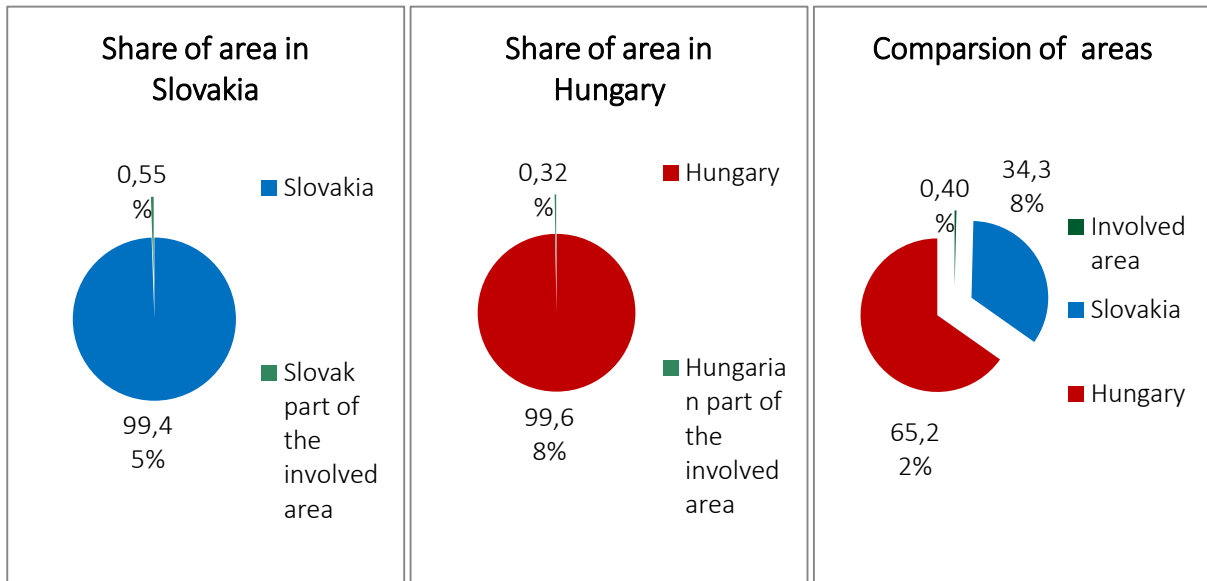 Share of area in
Slovakia
0,55
%
Slovakia
Slovak
part of
the
involved
area
99,4
5%
Share of area in
Hungary
0,32
%
Hungary
Hungaria
n part of
the
involved
area
99,6
8%
Comparsion of areas
0,40
%
34,3
8%
Involved
area
Slovakia
Hungary
65,2
2%